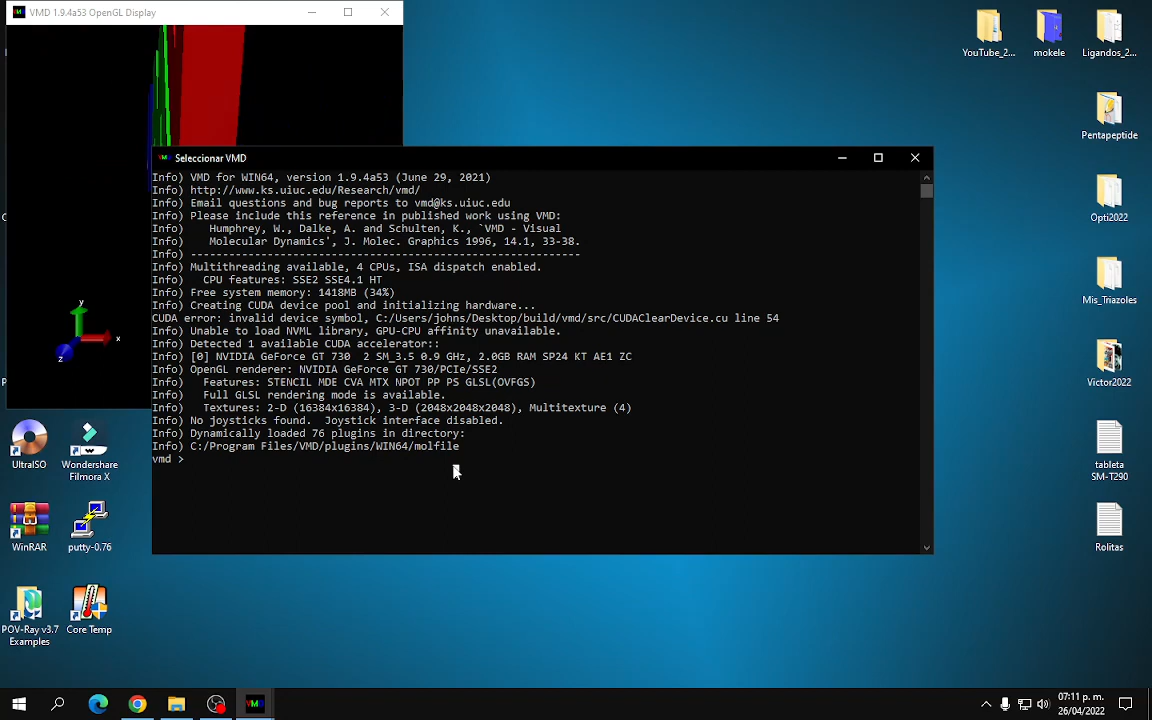 VMD 1.9.4a53 OpenGL Display
y
x
z
Seleccionar VMD
Info) VMD for WIN64, version 1.9.4a53 (June 29, 2021)
Info) http://www.ks.uiuc.edu/Research/vmd/
Info) Email questions and bug reports to vmd@ks.uiuc.edu
Info) Please include this reference in published work using VMD:
Info)    Humphrey, W., Dalke, A. and Schulten, K., `VMD - Visual
Info)    Molecular Dynamics', J. Molec. Graphics 1996, 14.1, 33-38.
Info) -------------------------------------------------------------
Info) Multithreading available, 4 CPUs, ISA dispatch enabled.
Info)   CPU features: SSE2 SSE4.1 HT
Info) Free system memory: 1418MB (34%)
Info) Creating CUDA device pool and initializing hardware...
CUDA error: invalid device symbol, C:/Users/johns/Desktop/build/vmd/src/CUDAClearDevice.cu line 54
Info) Unable to load NVML library, GPU-CPU affinity unavailable.
Info) Detected 1 available CUDA accelerator::
Info) [0] NVIDIA GeForce GT 730  2 SM_3.5 0.9 GHz, 2.0GB RAM SP24 KT AE1 ZC
Info) OpenGL renderer: NVIDIA GeForce GT 730/PCIe/SSE2
Info)   Features: STENCIL MDE CVA MTX NPOT PP PS GLSL(OVFGS)
Info)   Full GLSL rendering mode is available.
Info)   Textures: 2-D (16384x16384), 3-D (2048x2048x2048), Multitexture (4)
Info) No joysticks found.  Joystick interface disabled.
Info) Dynamically loaded 76 plugins in directory:
Info) C:/Program Files/VMD/plugins/WIN64/molfile
vmd >
YouTube_2...
mokele
Ligandos_2...
Pentapeptide
Opti2022
Mis_Triazoles
Victor2022
tableta
SM-T290
Rolitas
UltraISO
Wondershare
Filmora X
WinRAR
putty-0.76
POV-Ray v3.7
Examples
Core Temp
07:11 p. m.
26/04/2022